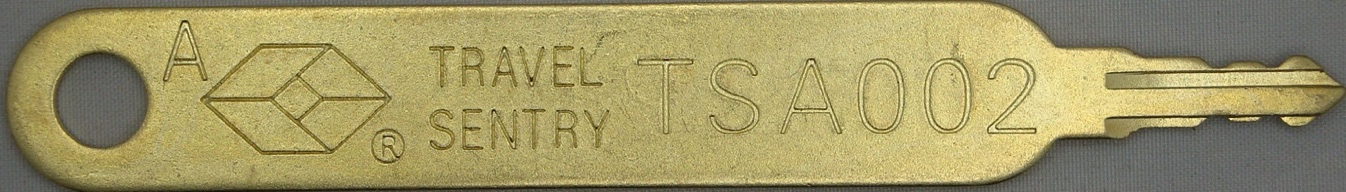 A
TRAVEL
SENTRY
®
TSA002